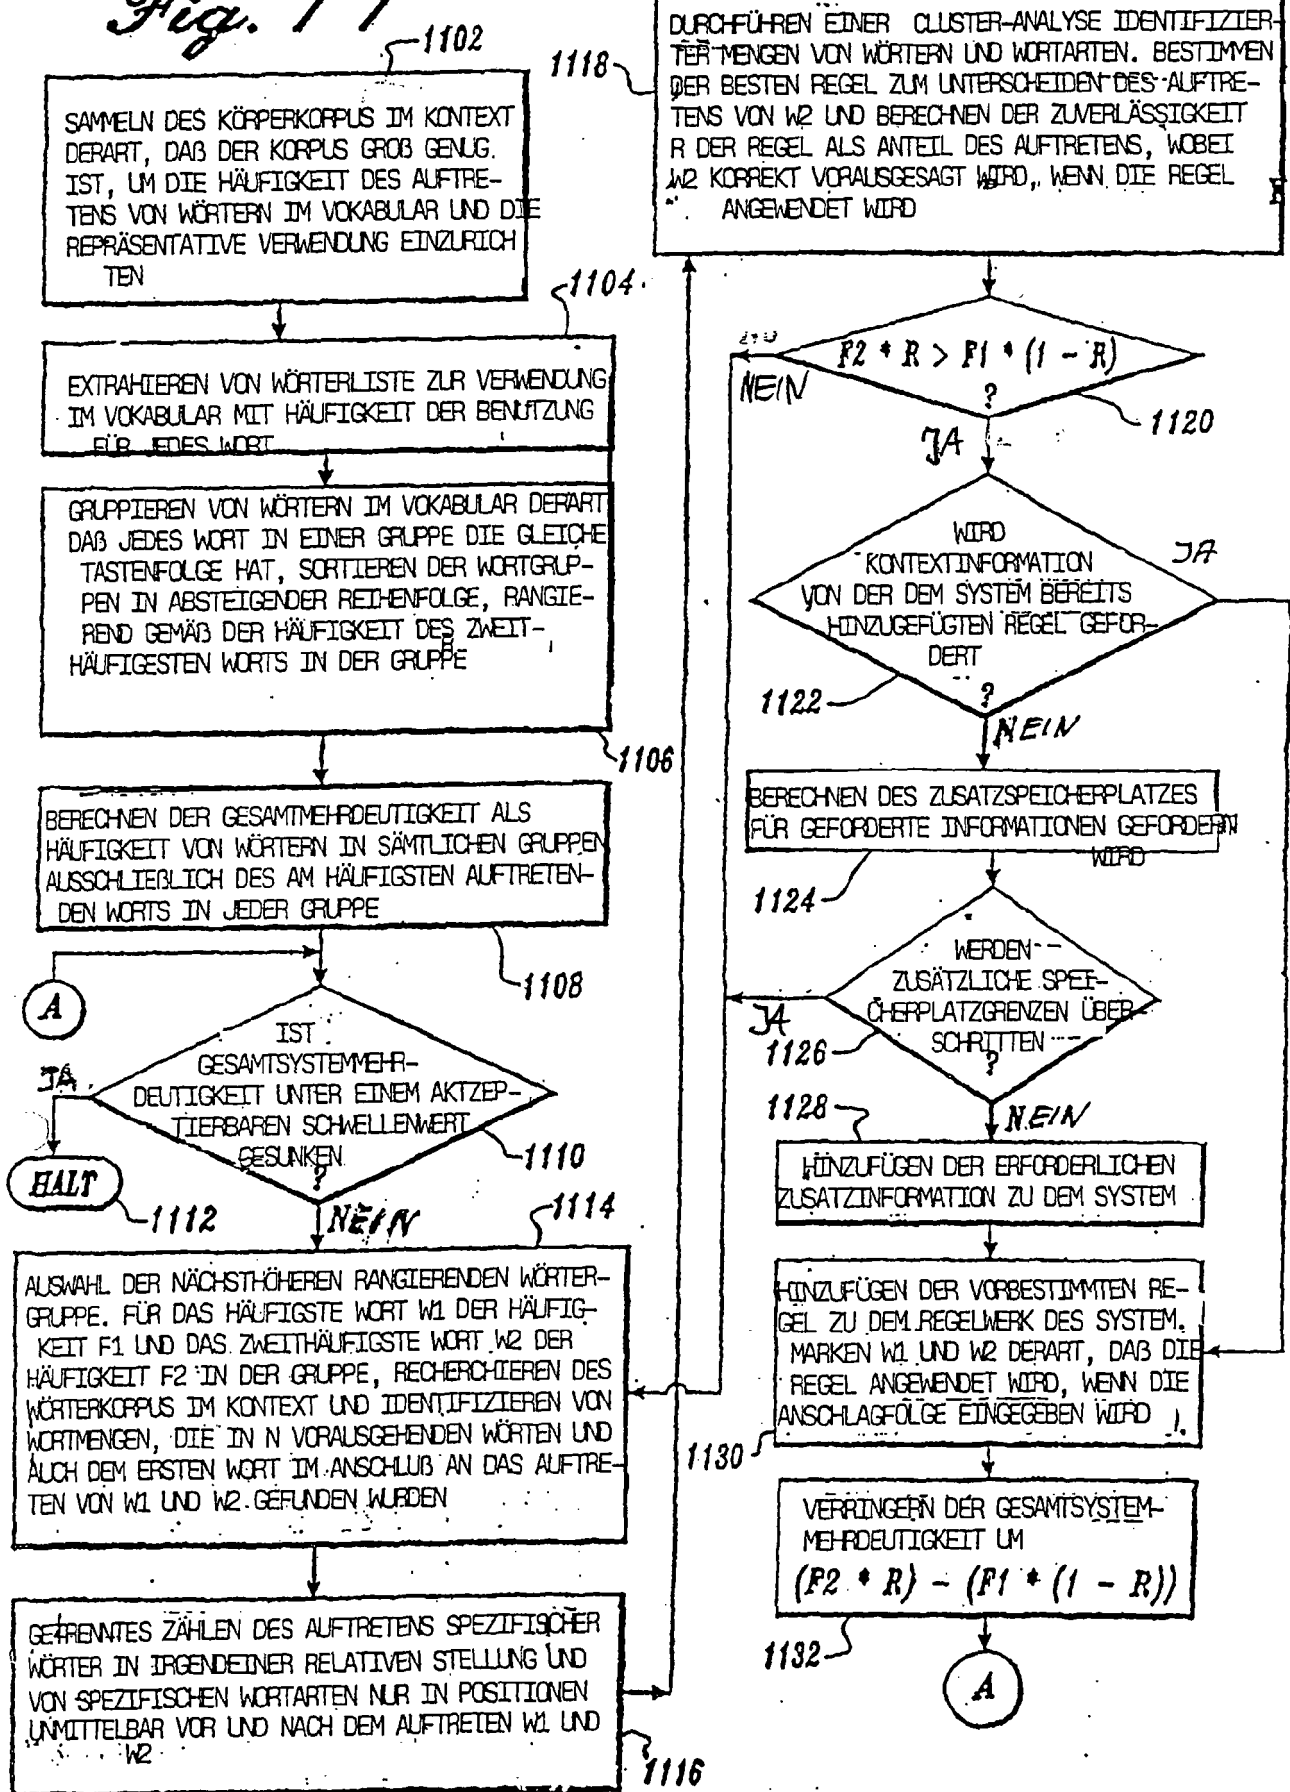 Fig. 11
1102
SAMMELN DES KÖRPERKORPUS IM KONTEXT
DERART, DAß DER KORPUS GROß GENUG.
IST, UM DIE HÄUFIGKEIT DES AUFTRE-
TENS VON WÖRTERN IM VOKABULAR UND DIE
REPRÄSENTATIVE VERWENDUNG EINZURICH
TEN
1104
EXTRAHIEREN VON WÖRTERLISTE ZUR VERWENDUNG
IM VOKABULAR MIT HÄUFIGKEIT DER BENUTZUNG
FÜR JEDES WORT
GRUPPIEREN VON WÖRTERN IM VOKABULAR DERART
DAß JEDES WORT IN EINER GRUPPE DIE GLEICHE
TASTENFOLGE HAT, SORTIEREN DER WORTGRUP-
PEN IN ABSTEIGENDER REIHENFOLGE, RANGIE-
REND GEMÄß DER HÄUFIGKEIT DES ZWEIT-
HÄUFIGESTEN WORTS IN DER GRUPPE
1106
BERECHNEN DER GESAMTMEHRDEUTIGKEIT ALS
HÄUFIGKEIT VON WÖRTERN IN SÄMTLICHEN GRUPPEN
AUSSCHLIEßLICH DES AM HÄUFIGSTEN AUFTRETEN-
DEN WORTS IN JEDER GRUPPE
1108
A
IST
GESAMTSYSTEMMEHR-
DEUTIGKEIT UNTER EINEM AKTZEP-
TIERBAREN SCHWELLENWERT
GESUNKEN
?
1110
JA
HALT
1112
NEIN
1114
AUSWAHL DER NÄCHSTHÖHEREN RANGIERENDEN WÖRTER-
GRUPPE. FÜR DAS HÄUFIGSTE WORT W1 DER HÄUFIG-
KEIT F1 UND DAS ZWEITHÄUFIGSTE WORT W2 DER
HÄUFIGKEIT F2 IN DER GRUPPE, RECHERCHIEREN DES
WÖRTERKORPUS IM KONTEXT UND IDENTIFIZIEREN VON
WORTMENGEN, DIE IN N VORAUSGEHENDEN WÖRTEN UND
AUCH DEM ERSTEN WORT IM ANSCHLUß AN DAS AUFTRE-
TEN VON W1 UND W2 GEFUNDEN WURDEN
GETRENNTES ZÄHLEN DES AUFTRETENS SPEZIFISCHER
WÖRTER IN IRGENDEINER RELATIVEN STELLUNG UND
VON SPEZIFISCHEN WORTARTEN NUR IN POSITIONEN
UNMITTELBAR VOR UND NACH DEM AUFTRETEN W1 UND
W2
1116
1118
DURCHFÜHREN EINER CLUSTER-ANALYSE IDENTIFIZIER-
TER MENGEN VON WÖRTERN UND WORTARTEN. BESTIMMEN
DER BESTEN REGEL ZUM UNTERSCHEIDEN DES AUFTRE-
TENS VON W2 UND BERECHNEN DER ZUVERLÄSSIGKEIT
R DER REGEL ALS ANTEIL DES AUFTRETENS, WOBEI
W2 KORREKT VORAUSGESAGT WIRD, WENN DIE REGEL
ANGEWENDET WIRD
F2 * R > F1 * (1 - R)
?
NEIN
1120
JA
WIRD
KONTEXTINFORMATION
VON DER DEM SYSTEM BEREITS
HINZUGEFÜGTEN REGEL GEFOR-
DERT
?
JA
1122
NEIN
BERECHNEN DES ZUSATZSPEICHERPLATZES
FÜR GEFORDERTE INFORMATIONEN GEFORDERN
WIRD
1124
WERDEN
ZUSÄTZLICHE SPEI-
CHERPLATZGRENZEN ÜBER-
SCHRITTEN
?
JA
1126
NEIN
1128
HINZUFÜGEN DER ERFORDERLICHEN
ZUSATZINFORMATION ZU DEM SYSTEM
HINZUFÜGEN DER VORBESTIMMTEN RE-
GEL ZU DEM REGELWERK DES SYSTEM.
MARKEN W1 UND W2 DERART, DAß DIE
REGEL ANGEWENDET WIRD, WENN DIE
ANSCHLAGFOLGE EINGEGEBEN WIRD
1130
VERRINGERN DER GESAMTSYSTEM-
MEHRDEUTIGKEIT UM
(F2 * R) - (F1 * (1 - R))
1132
A